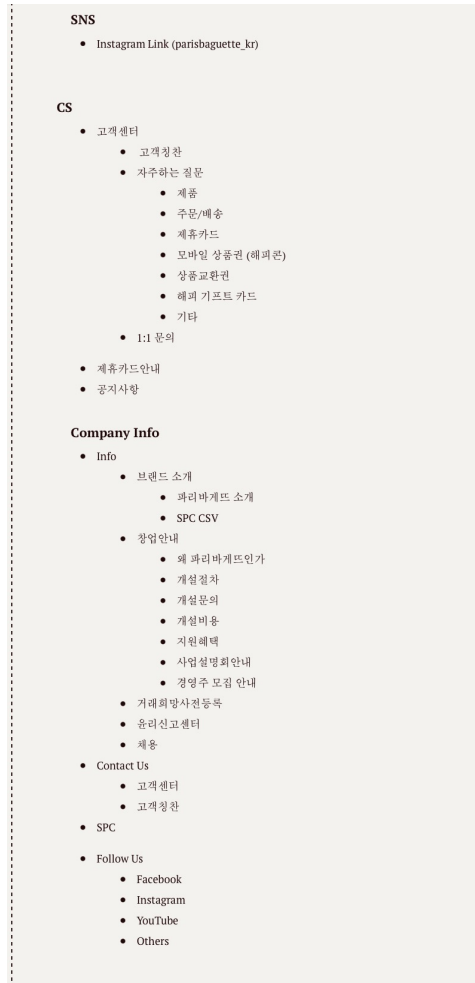 SNS
Instagram Link (parisbaguette_kr)
CS
고객센터
고객칭찬
자주하는 질문
제품
주문/배송
제휴카드
모바일 상품권 (해피콘)
상품교환권
해피 기프트 카드
기타
1:1 문의
제휴카드안내
공지사항
Company Info
Info
브랜드 소개
파리바게뜨 소개
SPC CSV
창업안내
왜 파리바게뜨인가
개설절차
개설문의
개설비용
지원혜택
사업설명회안내
경영주 모집 안내
거래희망사전등록
윤리신고센터
채용
Contact Us
고객센터
고객칭찬
SPC
Follow Us
Facebook
Instagram
YouTube
Others